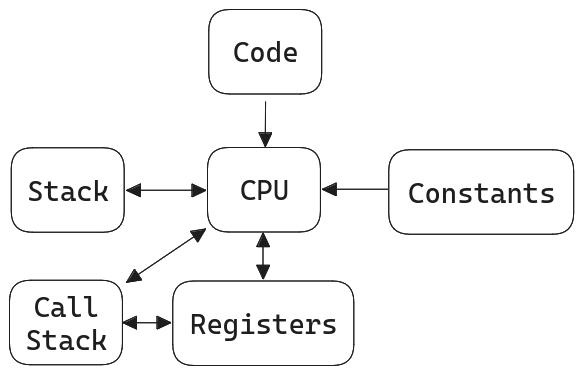 Code
Stack
CPU
Constants
Call
Stack
Registers